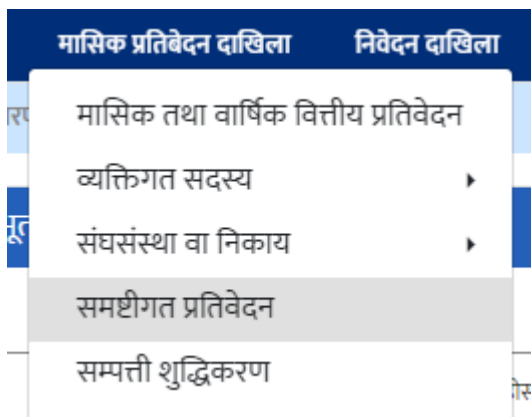 मासिक प्रतिबेदन दाखिला निवेदन दाखिला
मासिक तथा वार्षिक वित्तीय प्रतिवेदन
व्यक्तिगत सदस्य
संघसंस्था वा निकाय
समष्टीगत प्रतिवेदन
सम्पत्ती शुद्धिकरण